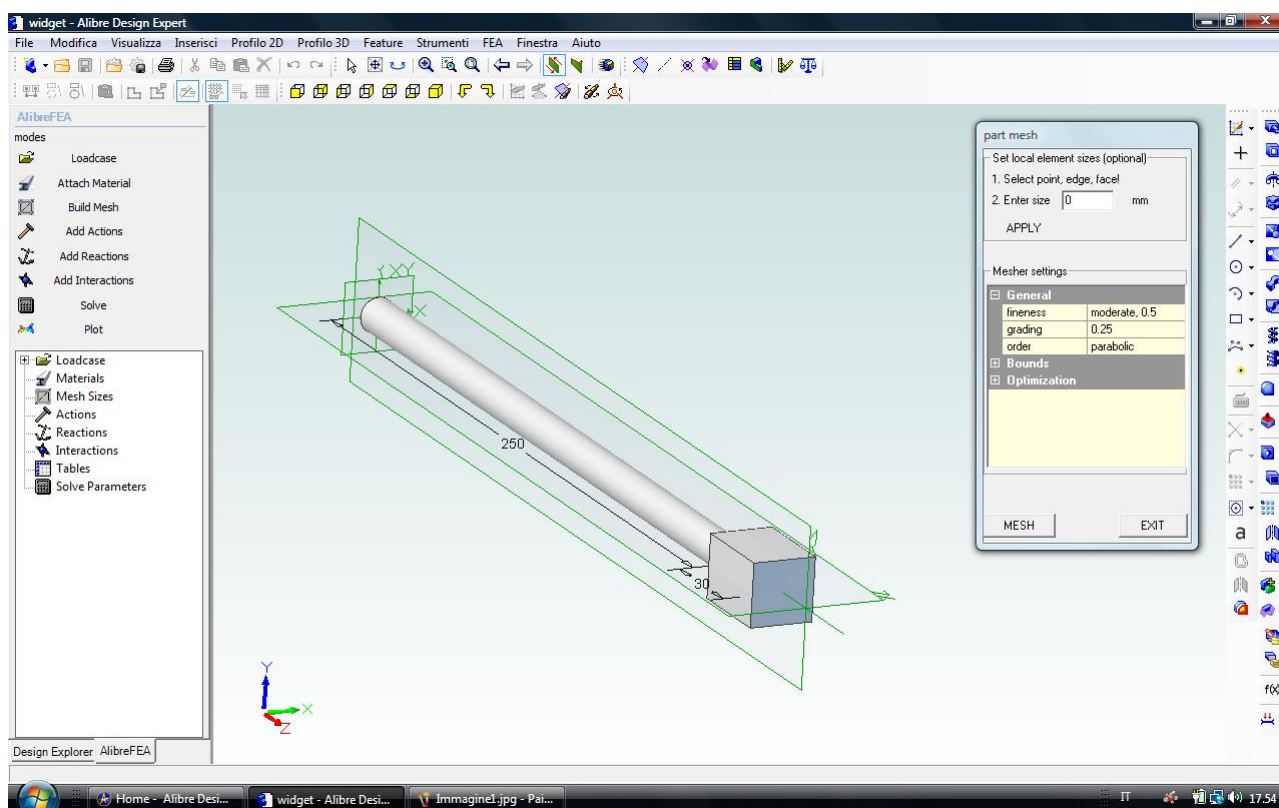 widget - Alibre Design Expert
File Modifica Visualizza Inserisci Profilo 2D Profilo 3D Feature Strumenti FEA Finestra Aiuto
AlibreFEA
modes
Loadcase
Attach Material
Build Mesh
Add Actions
Add Reactions
Add Interactions
Solve
Plot
Loadcase
Materials
Mesh Sizes
Actions
Reactions
Interactions
Tables
Solve Parameters
Design Explorer AlibreFEA
XY
X
250
30
Y
X
Z
part mesh
Set local element sizes (optional)
1. Select point, edge, face!
2. Enter size 0 mm
APPLY
Mesher settings
General
fineness moderate, 0.5
grading 0.25
order parabolic
Bounds
Optimization
MESH EXIT
a
f(x)
Home - Alibre Desi... widget - Alibre Desi... Immagine1.jpg - Pai... IT 17.54